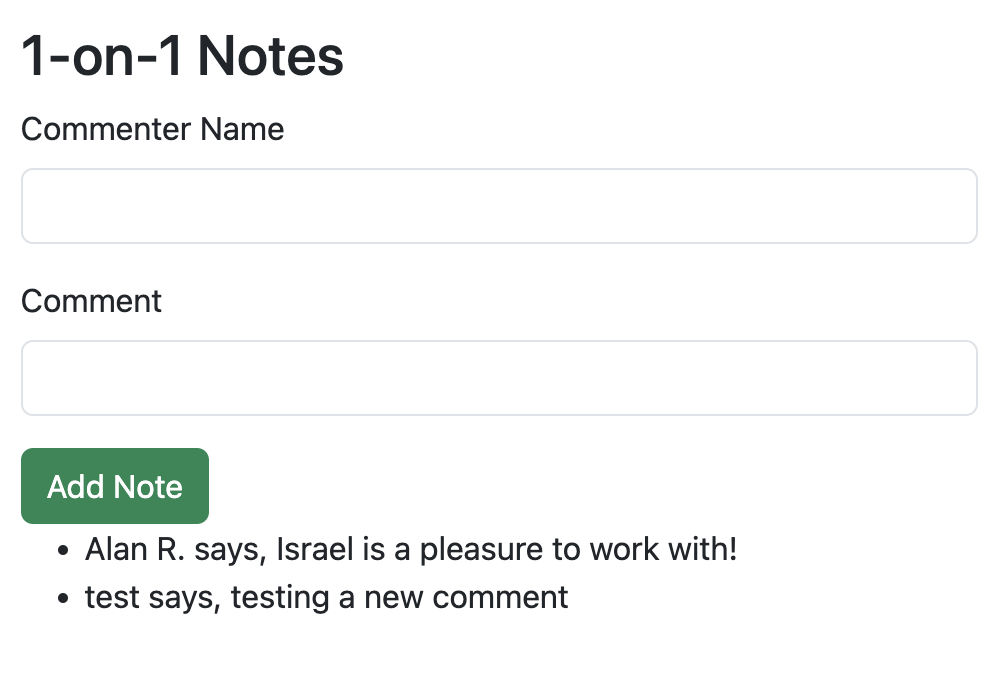 1-on-1 Notes
Commenter Name
Comment
Add Note
• Alan R. says, Israel is a pleasure to work with!
• test says, testing a new comment